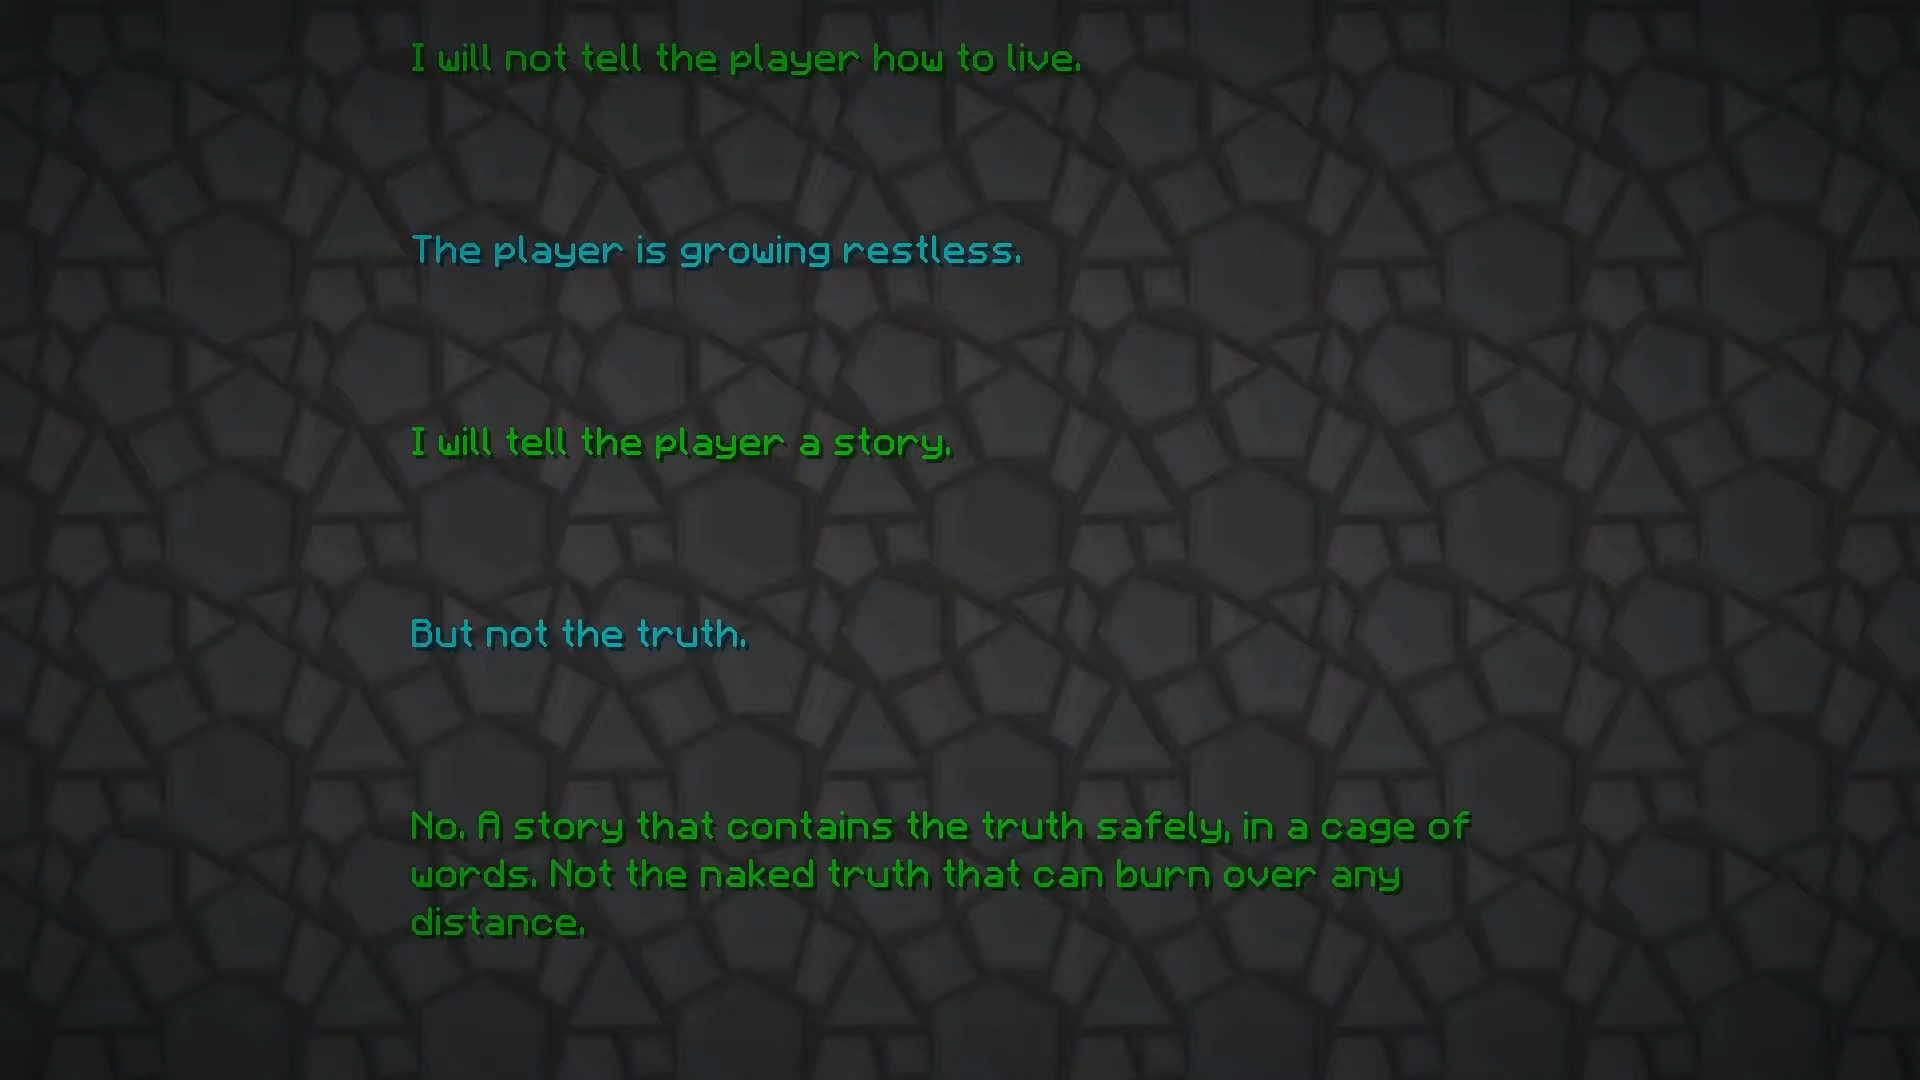 I will not tell the player how to live.
The player is growing restless.
I will tell the player a story.
But not the truth.
No. A story that contains the truth safely, in a cage of
words. Not the naked truth that can burn over any
distance.